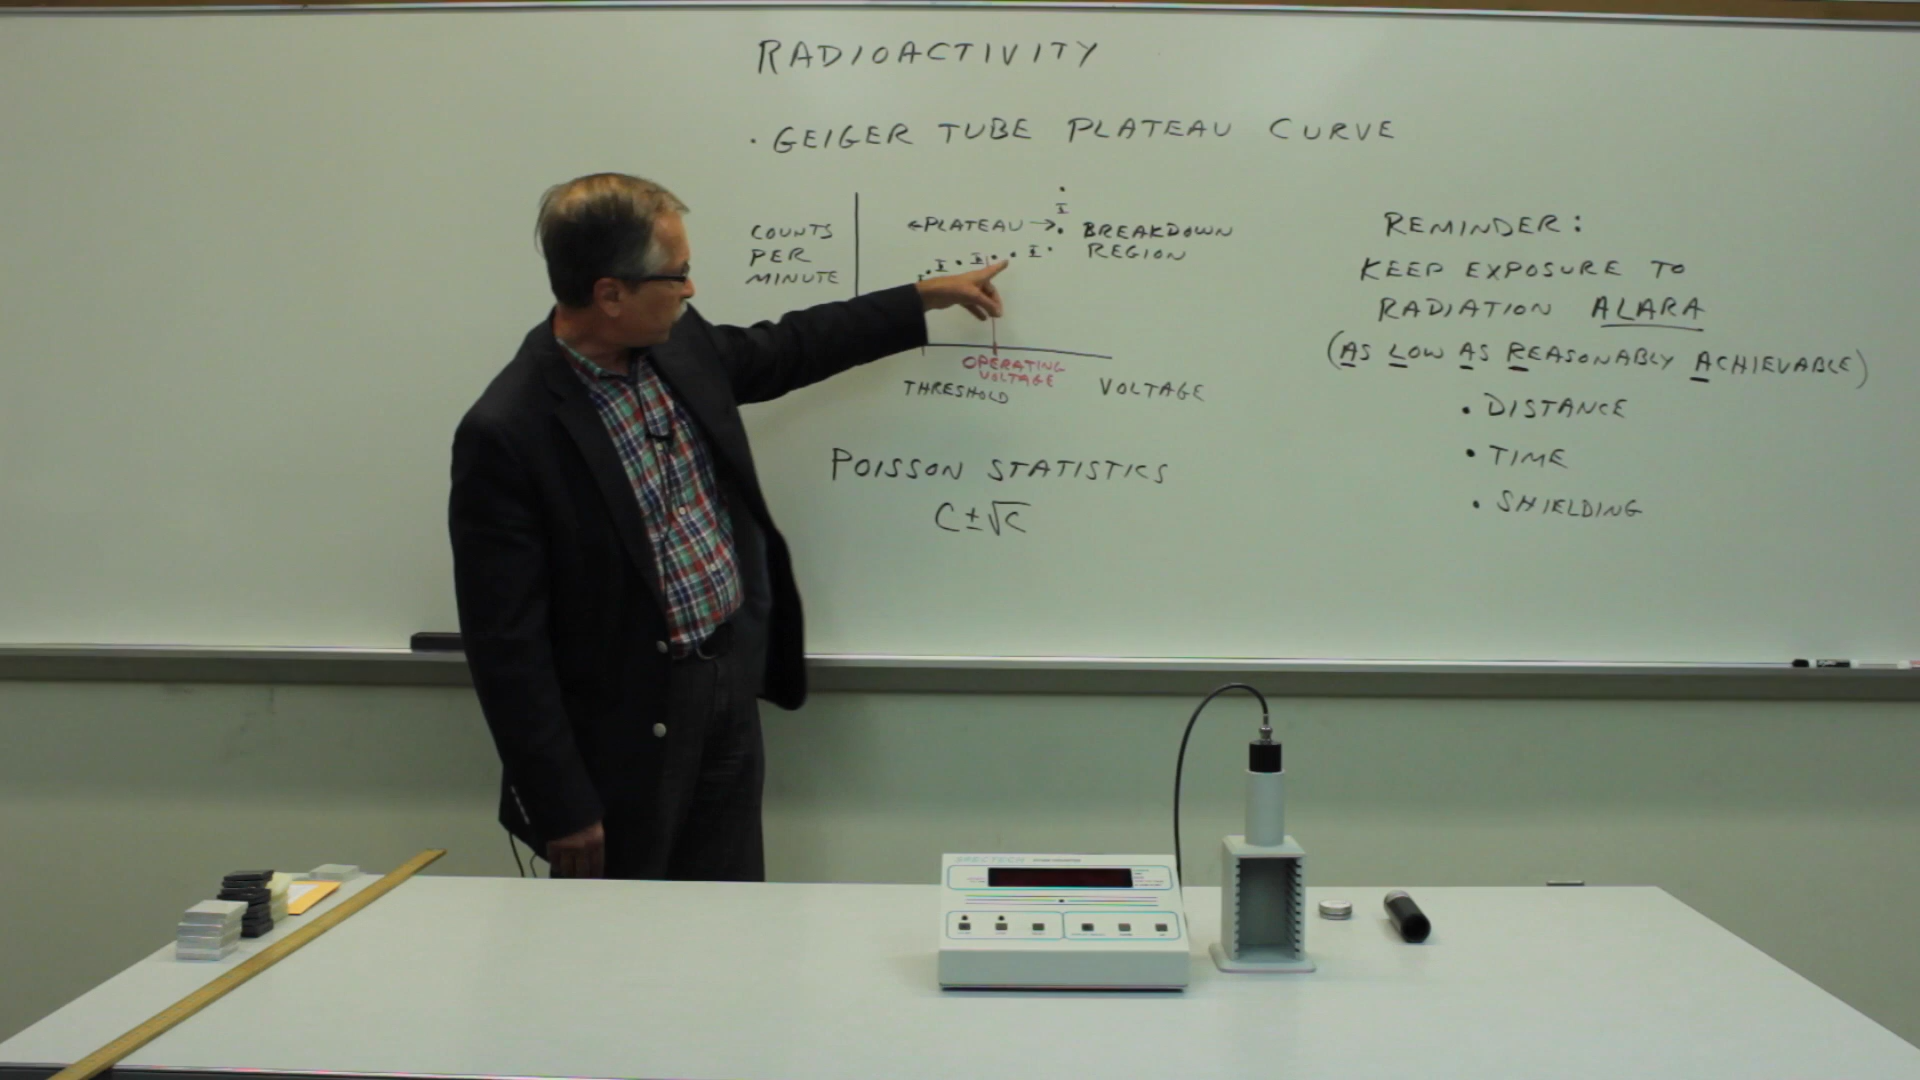 RADIOACTIVITY
• GEIGER TUBE PLATEAU CURVE
COUNTS
PER
MINUTE
←PLATEAU→
BREAKDOWN
REGION
OPERATING
VOLTAGE
THRESHOLD
VOLTAGE
POISSON STATISTICS
C±√C
REMINDER:
KEEP EXPOSURE TO
RADIATION ALARA
(AS LOW AS REASONABLY ACHIEVABLE)
• DISTANCE
• TIME
• SHIELDING
SPECTECH